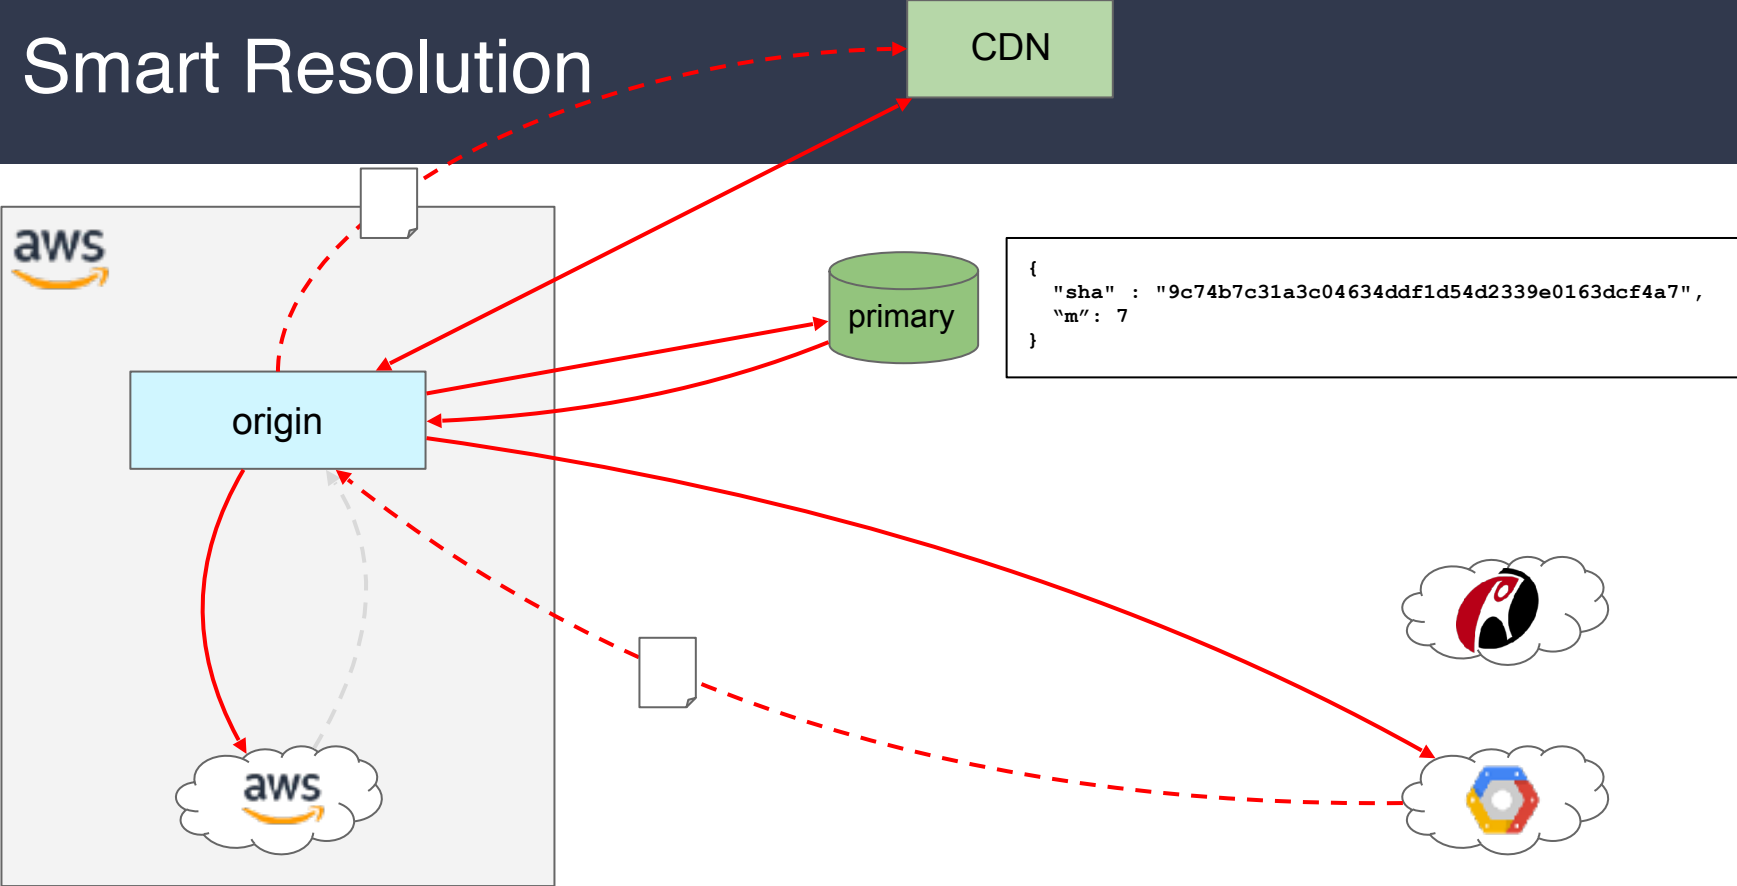 Smart Resolution
CDN
aws
primary
{
"sha" : "9c74b7c31a3c04634ddf1d54d2339e0163dcf4a7",
“m”: 7
}
origin
aws